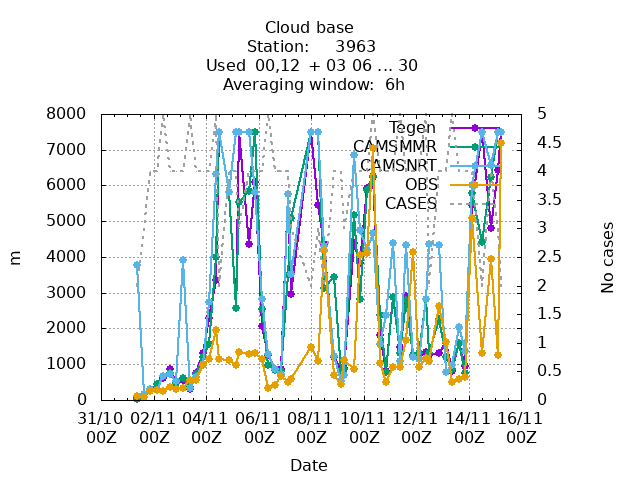 Cloud base
Station: 3963
Used 00,12 + 03 06 ... 30
Averaging window: 6h
8000
7000
6000
5000
4000
3000
2000
1000
0
m
5
4.5
4
3.5
3
2.5
2
1.5
1
0.5
0
No cases
Tegen
CAMSMMR
CAMSNRT
OBS
CASES
31/10 02/11 04/11 06/11 08/11 10/11 12/11 14/11 16/11
00Z 00Z 00Z 00Z 00Z 00Z 00Z 00Z 00Z
Date